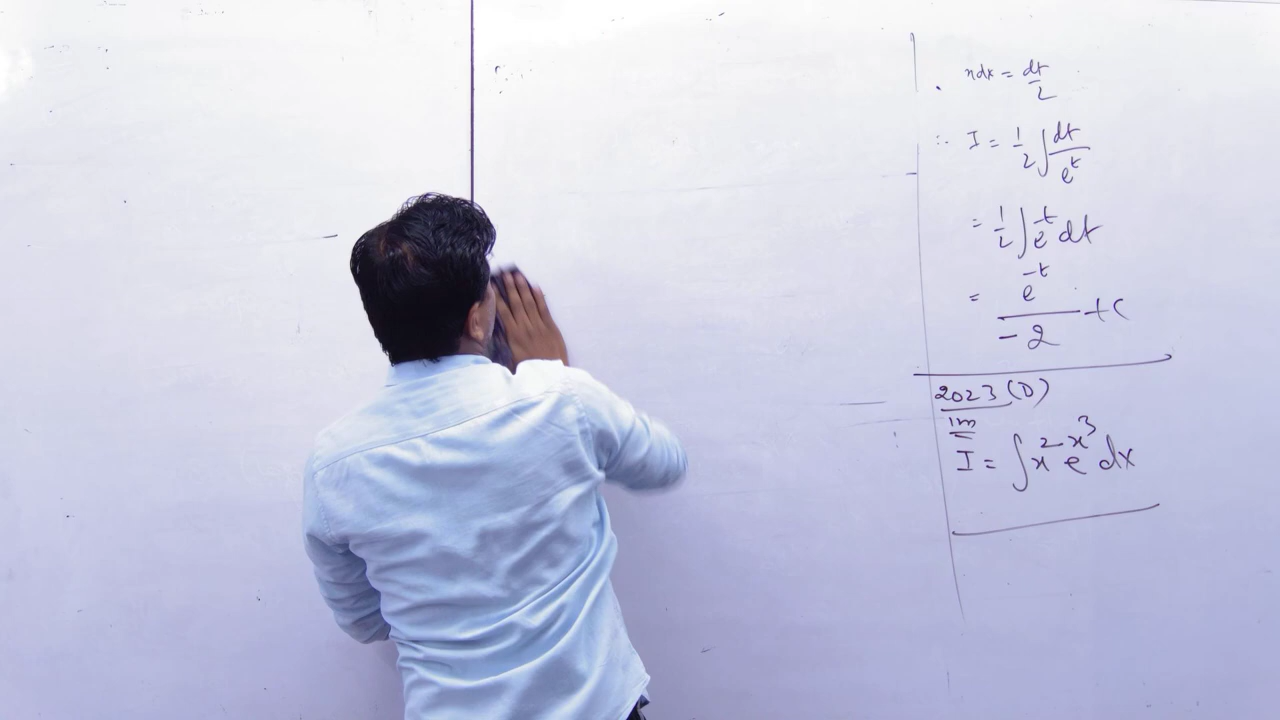 xdx = dt/2
∴ I = 1/2 ∫ dt/e^t
= 1/2 ∫ e^-t dt
= e^-t/-2 + c
2023 (D)
1m
I = ∫ x^2 e^x^3 dx